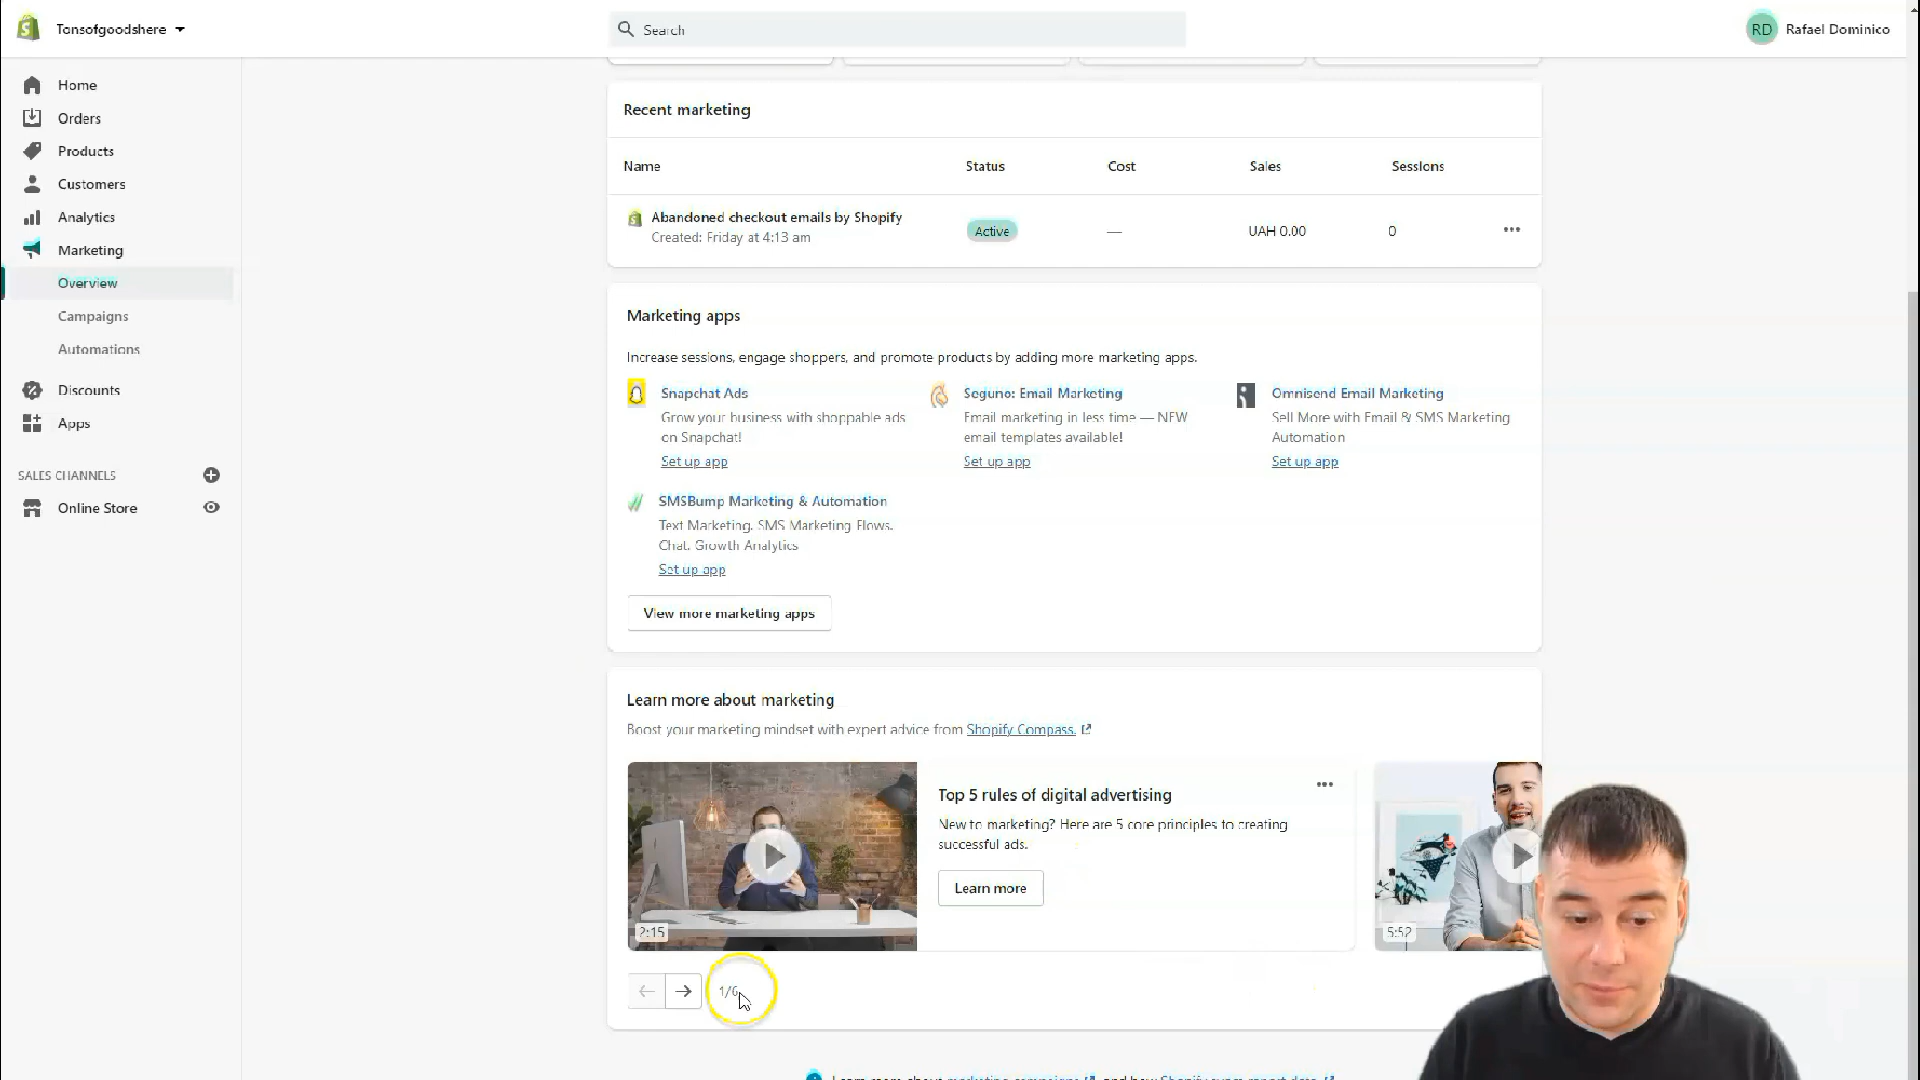 Tonsofgoodshere
Search
RD Rafael Dominico
Home
Orders
Products
Customers
Analytics
Marketing
Overview
Campaigns
Automations
Discounts
Apps
SALES CHANNELS
Online Store
Recent marketing
Name Status Cost Sales Sessions
Abandoned checkout emails by Shopify
Created: Friday at 4:13 am
Active — UAH 0.00 0
Marketing apps
Increase sessions, engage shoppers, and promote products by adding more marketing apps.
Snapchat Ads
Grow your business with shoppable ads
on Snapchat!
Set up app
Seguno: Email Marketing
Email marketing in less time — NEW
email templates available!
Set up app
Omnisend Email Marketing
Sell More with Email & SMS Marketing
Automation
Set up app
SMSBump Marketing & Automation
Text Marketing, SMS Marketing Flows,
Chat, Growth Analytics
Set up app
View more marketing apps
Learn more about marketing
Boost your marketing mindset with expert advice from Shopify Compass.
2:15
Top 5 rules of digital advertising
New to marketing? Here are 5 core principles to creating
successful ads.
Learn more
5:52
1/6
Learn more about marketing campaigns and how Shopify